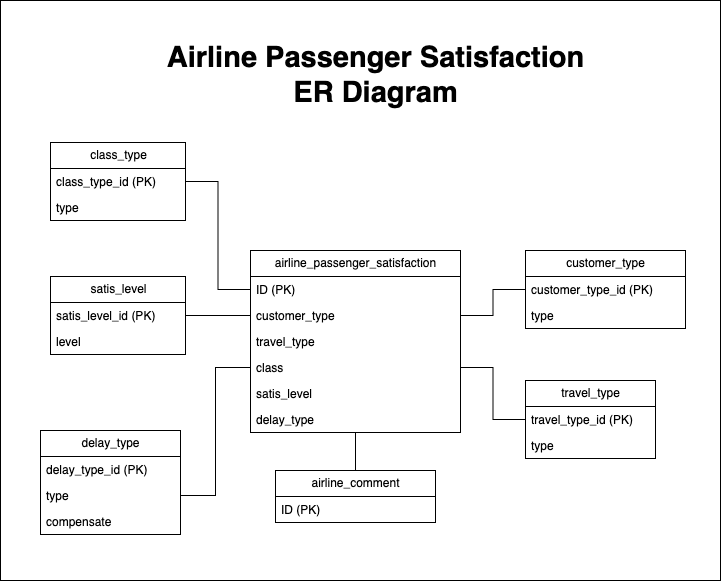 Airline Passenger Satisfaction
ER Diagram
class_type
class_type_id (PK)
type
satis_level
satis_level_id (PK)
level
delay_type
delay_type_id (PK)
type
compensate
airline_passenger_satisfaction
ID (PK)
customer_type
travel_type
class
satis_level
delay_type
airline_comment
ID (PK)
customer_type
customer_type_id (PK)
type
travel_type
travel_type_id (PK)
type